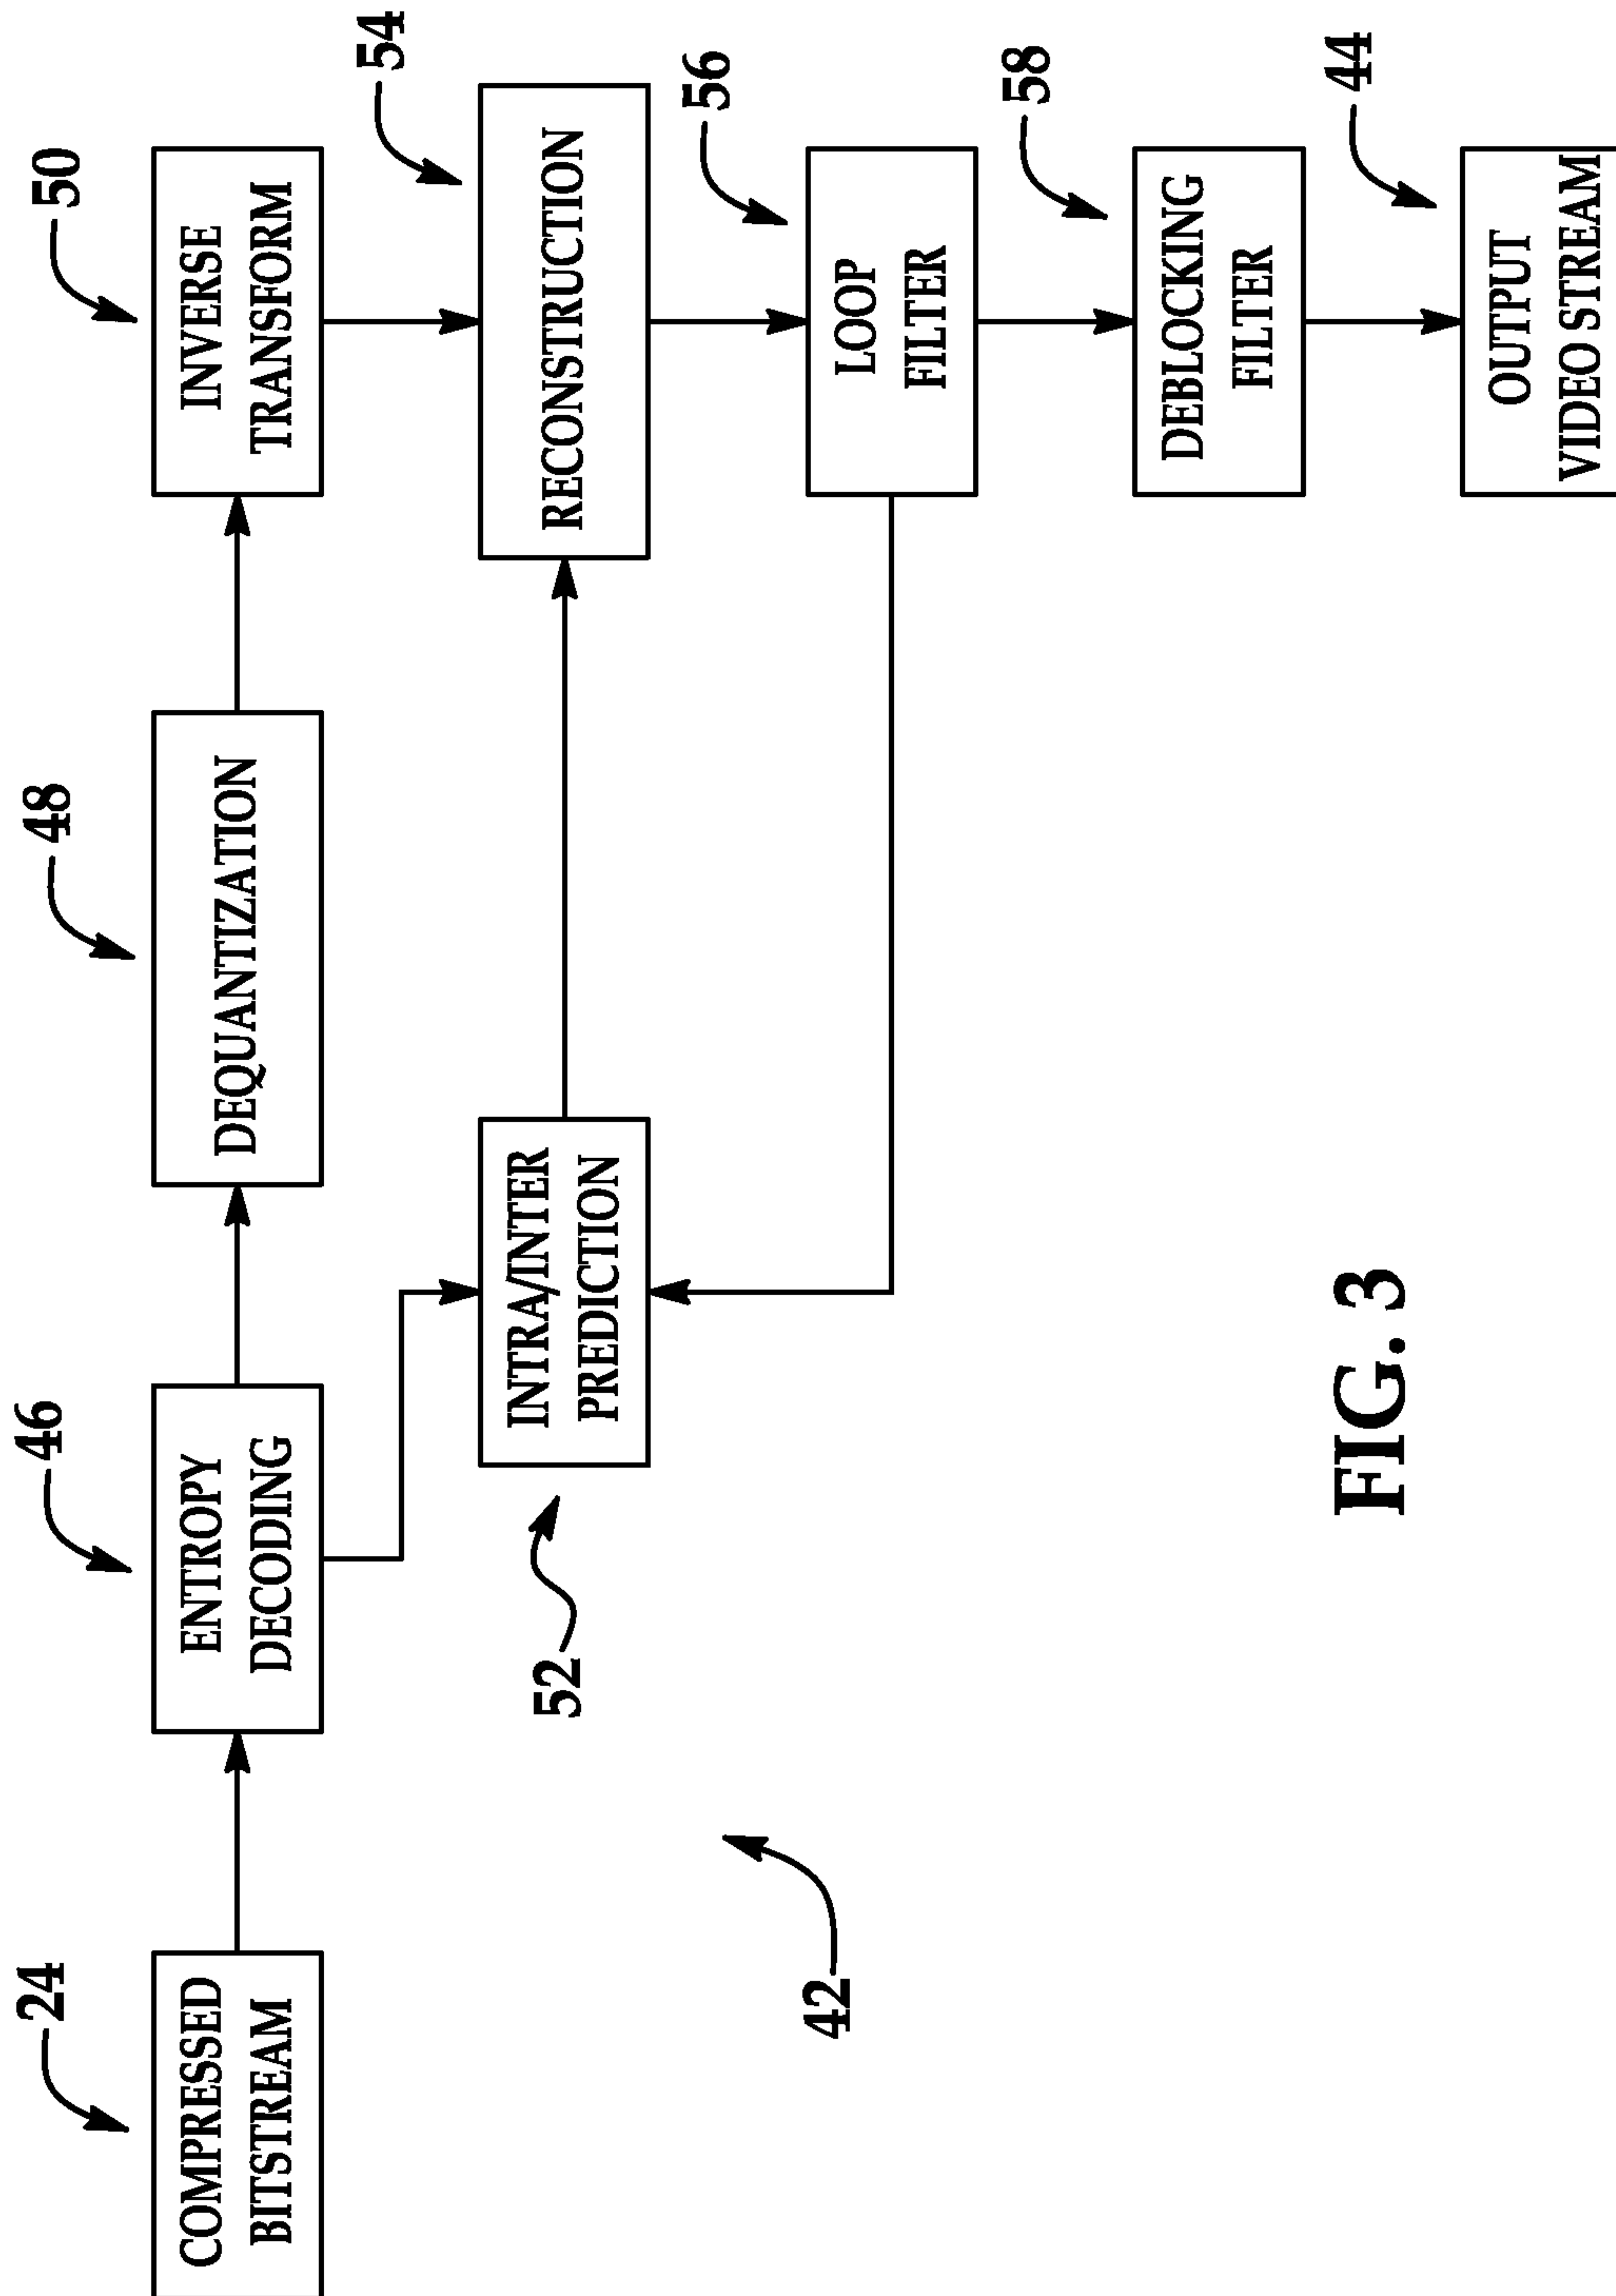 24
COMPRESSED
BITSTREAM
46
ENTROPY
DECODING
48
DEQUANTIZATION
50
INVERSE
TRANSFORM
52
INTRA/INTER
PREDICTION
54
RECONSTRUCTION
56
LOOP
FILTER
58
DEBLOCKING
FILTER
44
OUTPUT
VIDEO STREAM
42
FIG. 3